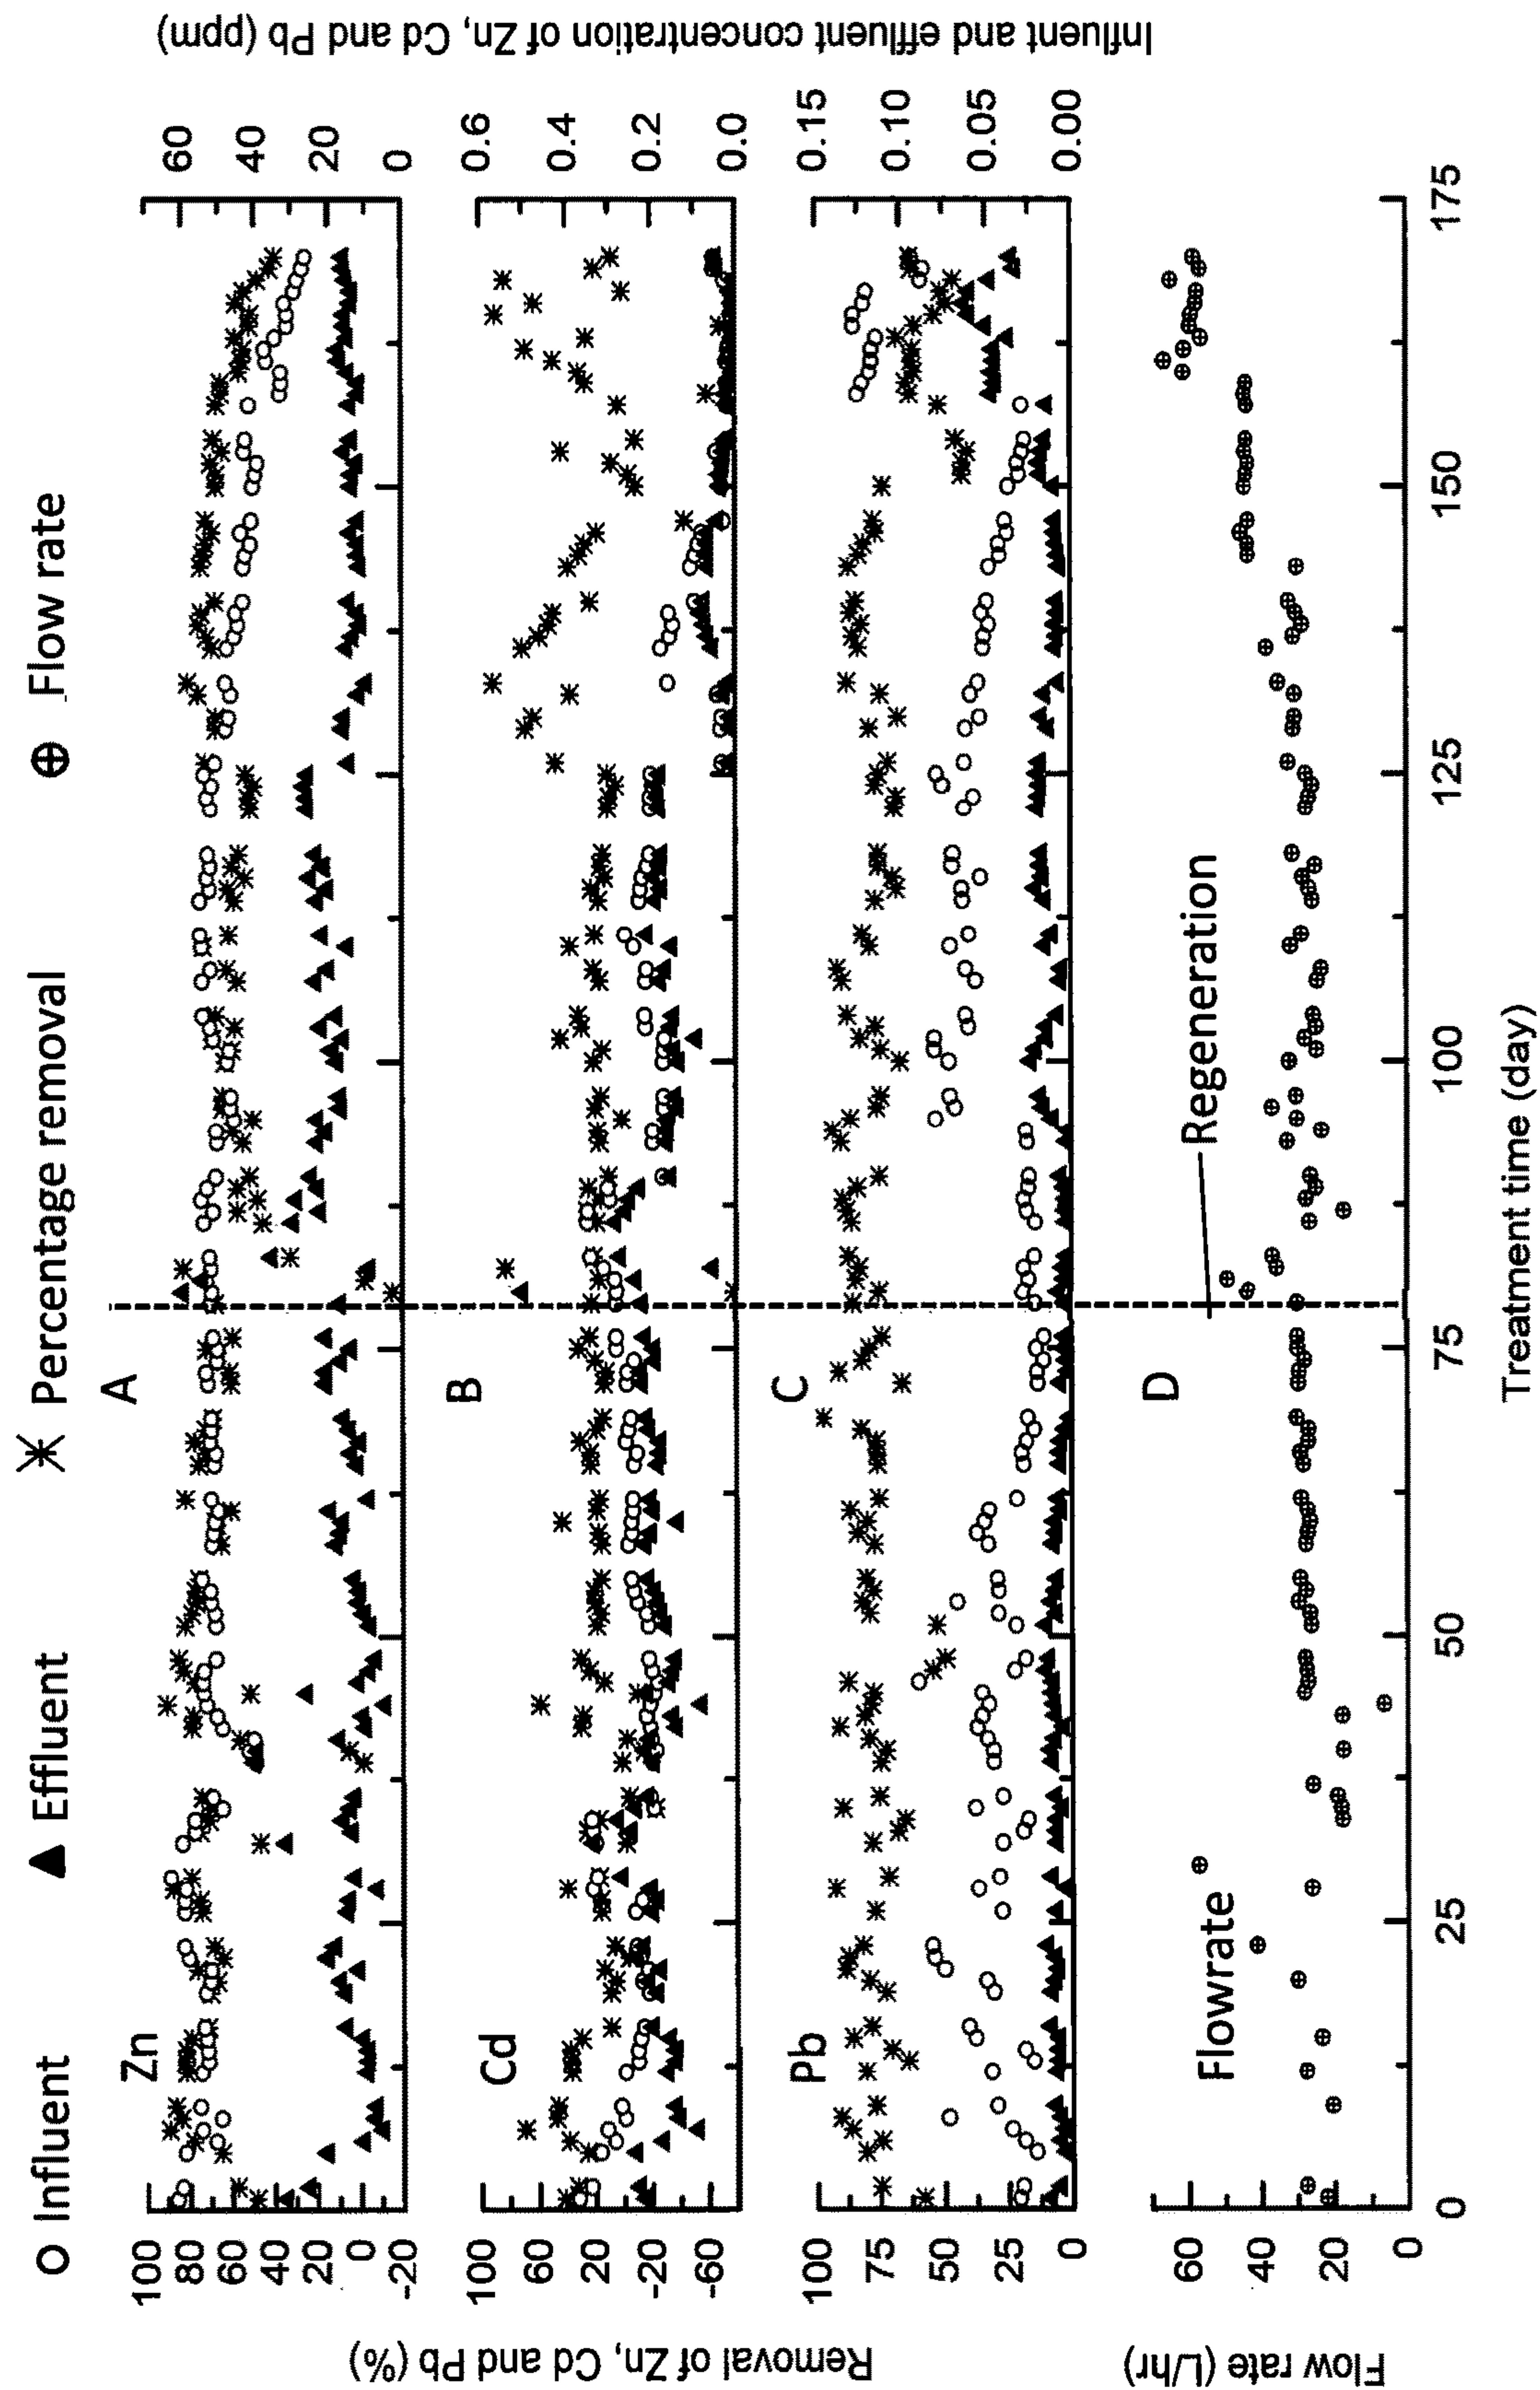 Influent Effluent Percentage removal Flow rate
A
Zn
100
80
60
40
20
0
-20
60
40
20
0
B
Cd
100
60
20
-20
-60
0.6
0.4
0.2
0.0
C
Pb
100
75
50
25
0
0.15
0.10
0.05
0.00
D
Flowrate
Regeneration
60
40
20
0
0 25 50 75 100 125 150 175
Treatment time (day)
Removal of Zn, Cd and Pb (%)
Flow rate (L/hr)
Influent and effluent concentration of Zn, Cd and Pb (ppm)